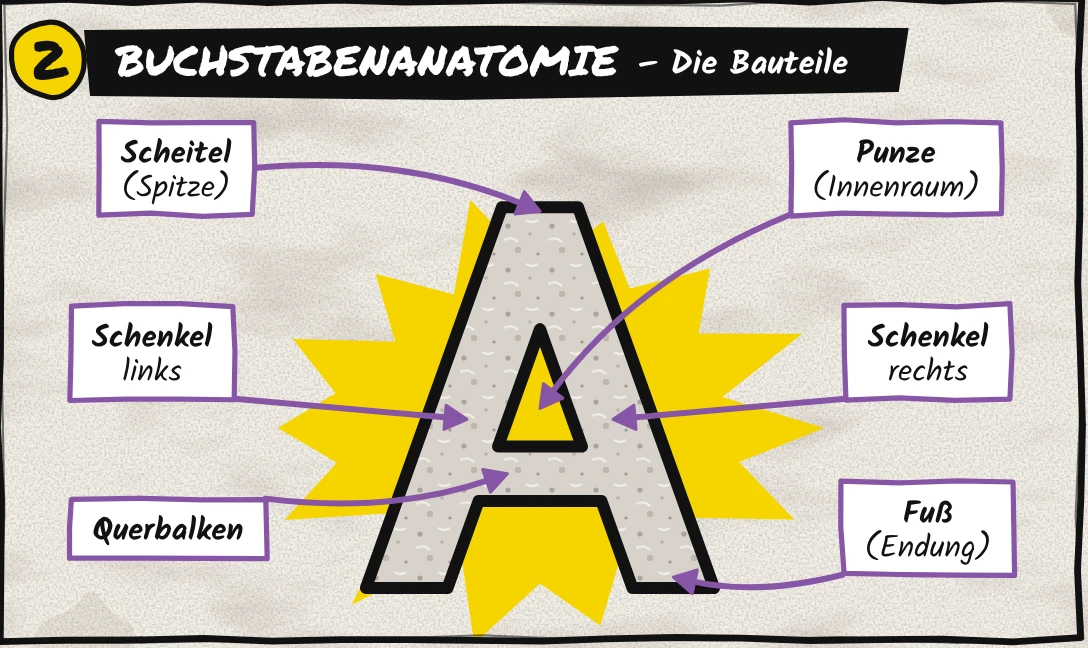 2
BUCHSTABENANATOMIE – Die Bauteile
Scheitel
(Spitze)
Punze
(Innenraum)
Schenkel
links
Schenkel
rechts
Querbalken
Fuß
(Endung)
A